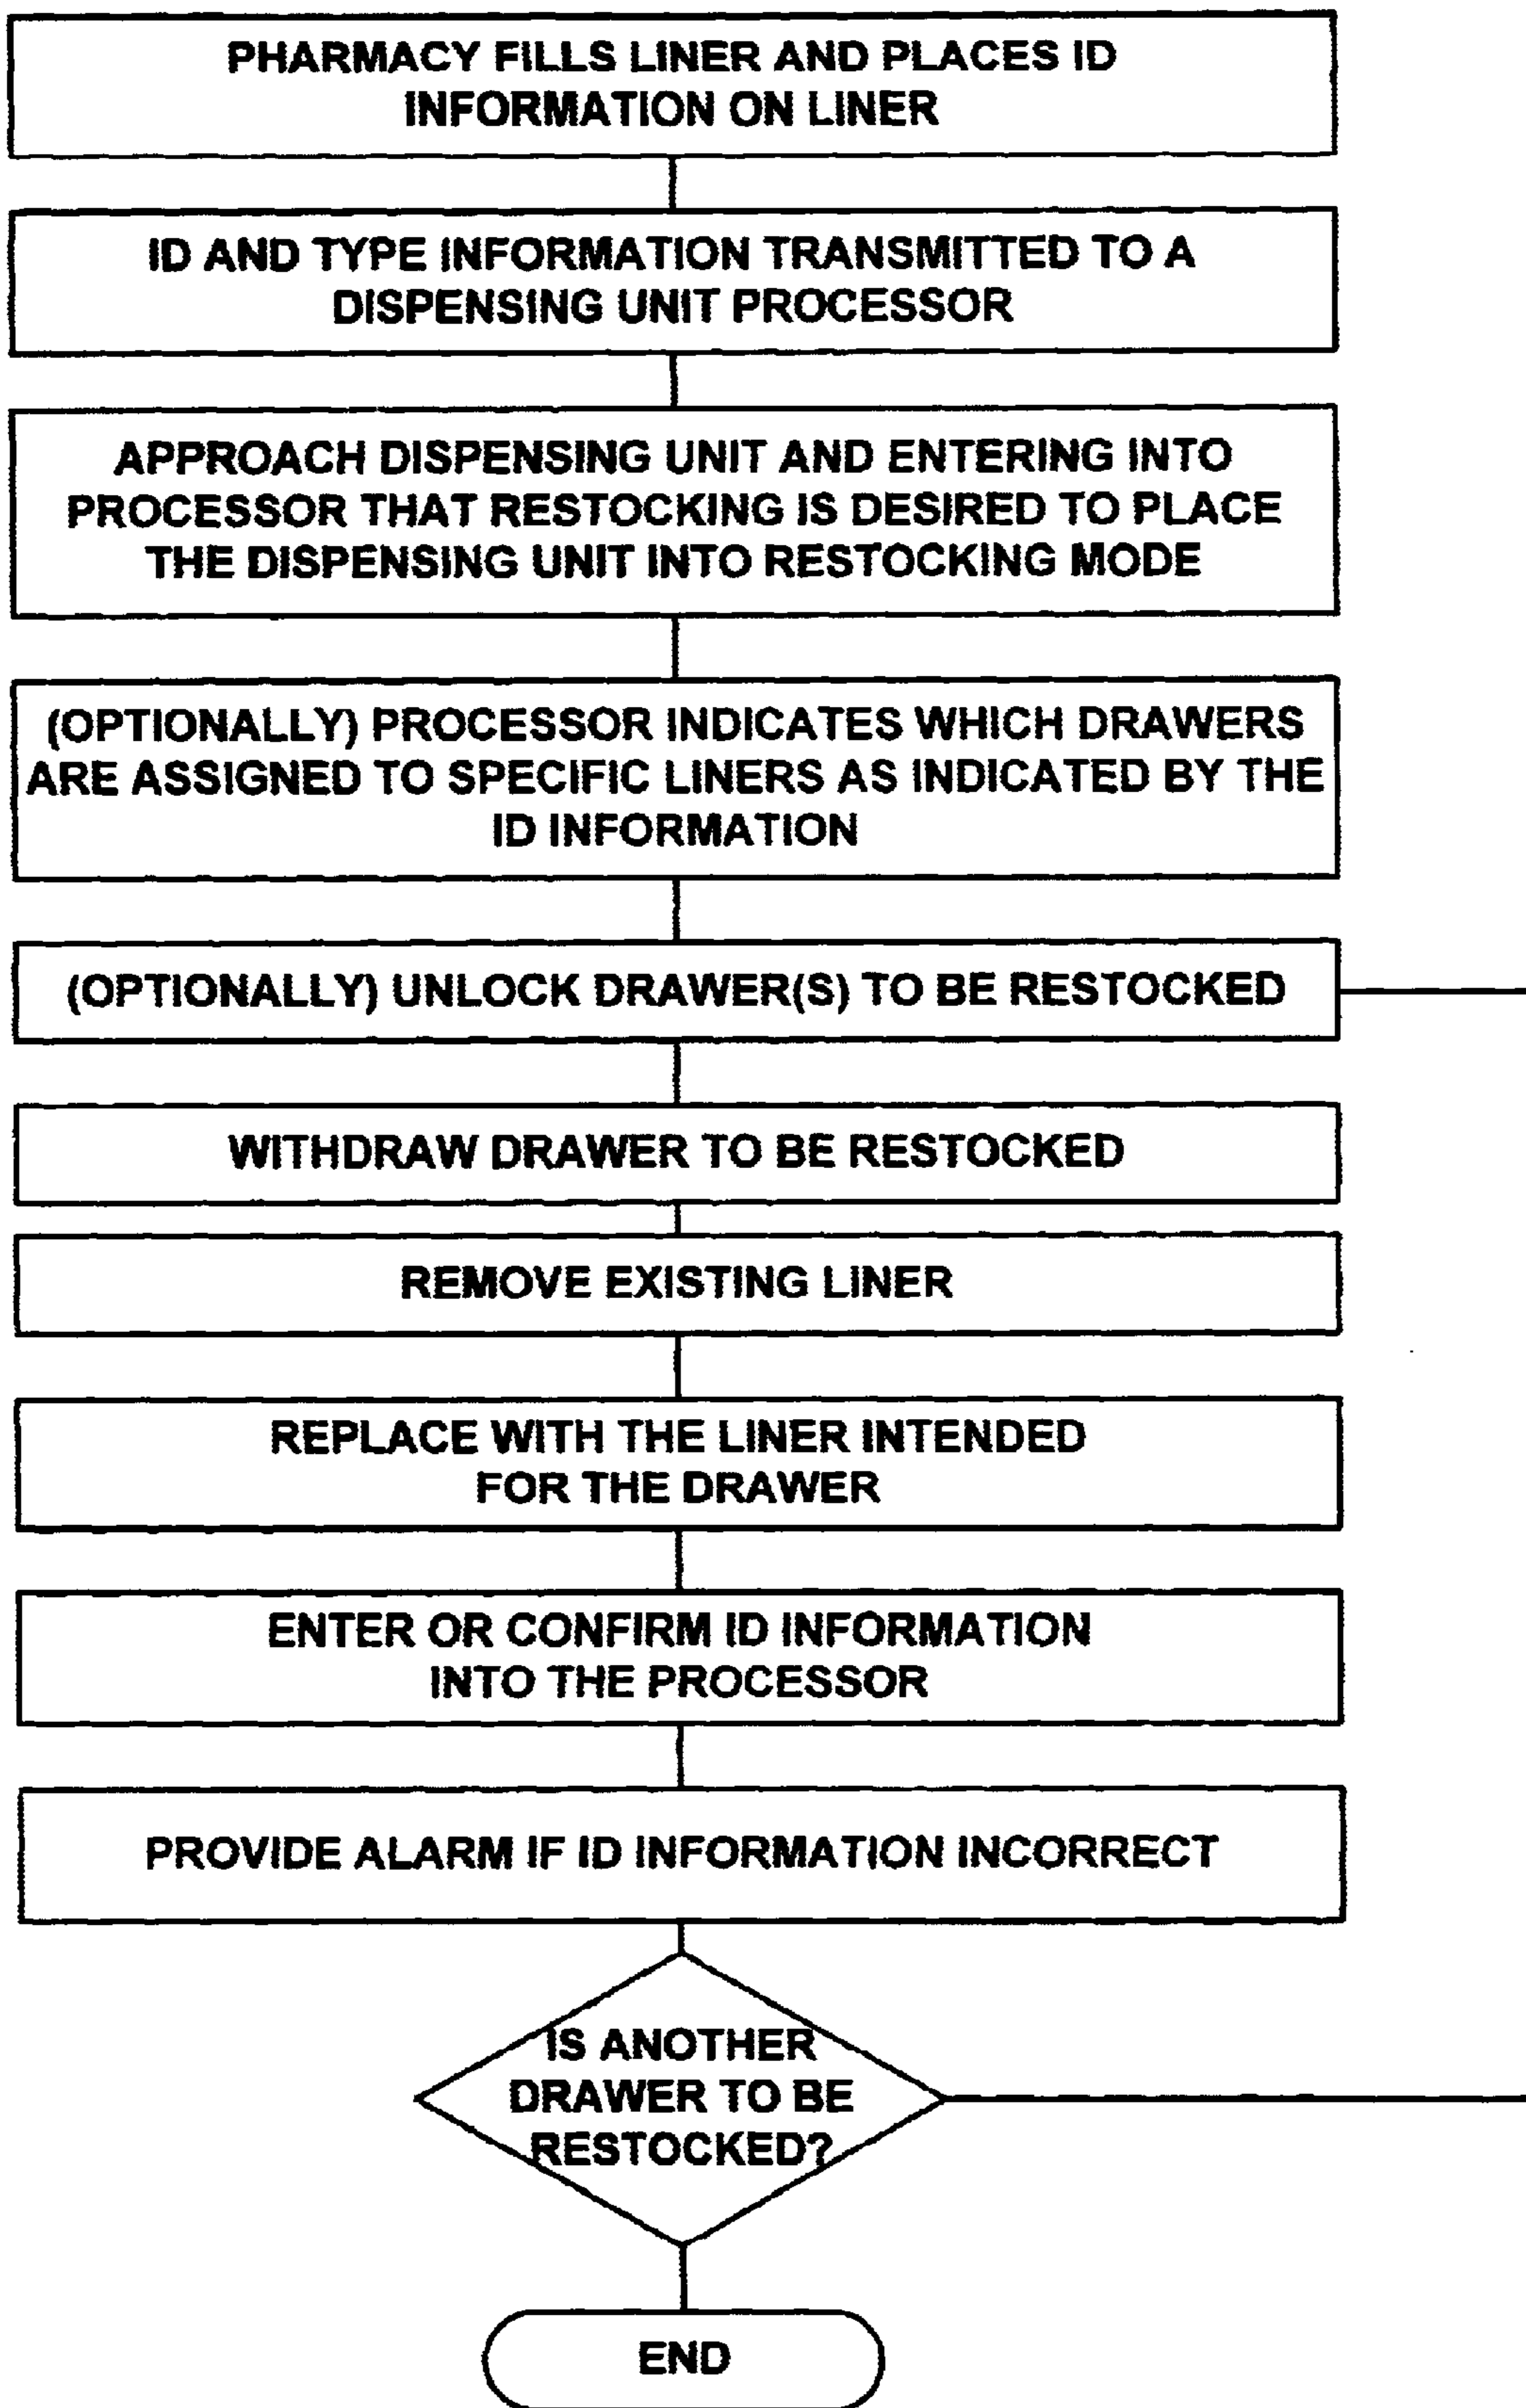 PHARMACY FILLS LINER AND PLACES ID
INFORMATION ON LINER
ID AND TYPE INFORMATION TRANSMITTED TO A
DISPENSING UNIT PROCESSOR
APPROACH DISPENSING UNIT AND ENTERING INTO
PROCESSOR THAT RESTOCKING IS DESIRED TO PLACE
THE DISPENSING UNIT INTO RESTOCKING MODE
(OPTIONALLY) PROCESSOR INDICATES WHICH DRAWERS
ARE ASSIGNED TO SPECIFIC LINERS AS INDICATED BY THE
ID INFORMATION
(OPTIONALLY) UNLOCK DRAWER(S) TO BE RESTOCKED
WITHDRAW DRAWER TO BE RESTOCKED
REMOVE EXISTING LINER
REPLACE WITH THE LINER INTENDED
FOR THE DRAWER
ENTER OR CONFIRM ID INFORMATION
INTO THE PROCESSOR
PROVIDE ALARM IF ID INFORMATION INCORRECT
IS ANOTHER
DRAWER TO BE
RESTOCKED?
END